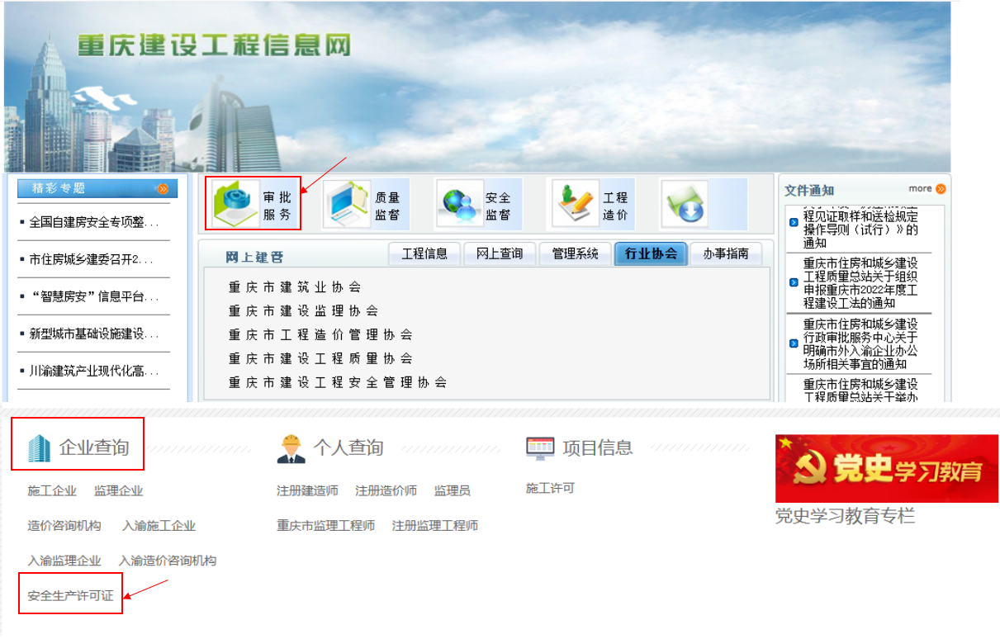 重庆建设工程信息网
精彩专题
全国自建房安全专项整...
市住房城乡建委召开2...
“智慧房安”信息平台...
新型城市基础设施建设...
川渝建筑产业现代化高...
审批
服务
质量
监督
安全
监督
工程
造价
网上建管
工程信息
网上查询
管理系统
行业协会
办事指南
重庆市建筑业协会
重庆市建设监理协会
重庆市工程造价管理协会
重庆市建设工程质量协会
重庆市建设工程安全管理协会
文件通知
more
程见证取样和送检规定
操作导则（试行）》的
通知
重庆市住房和城乡建设
工程质量总站关于组织
申报重庆市2022年度工
程建设工法的通知
重庆市住房和城乡建设
行政审批服务中心关于
明确市外入渝企业办公
场所相关事宜的通知
重庆市住房和城乡建设
工程质量总站关于举办
企业查询
施工企业 监理企业
造价咨询机构 入渝施工企业
入渝监理企业 入渝造价咨询机构
安全生产许可证
个人查询
注册建造师 注册造价师 监理员
重庆市监理工程师 注册监理工程师
项目信息
施工许可
党史学习教育
党史学习教育专栏